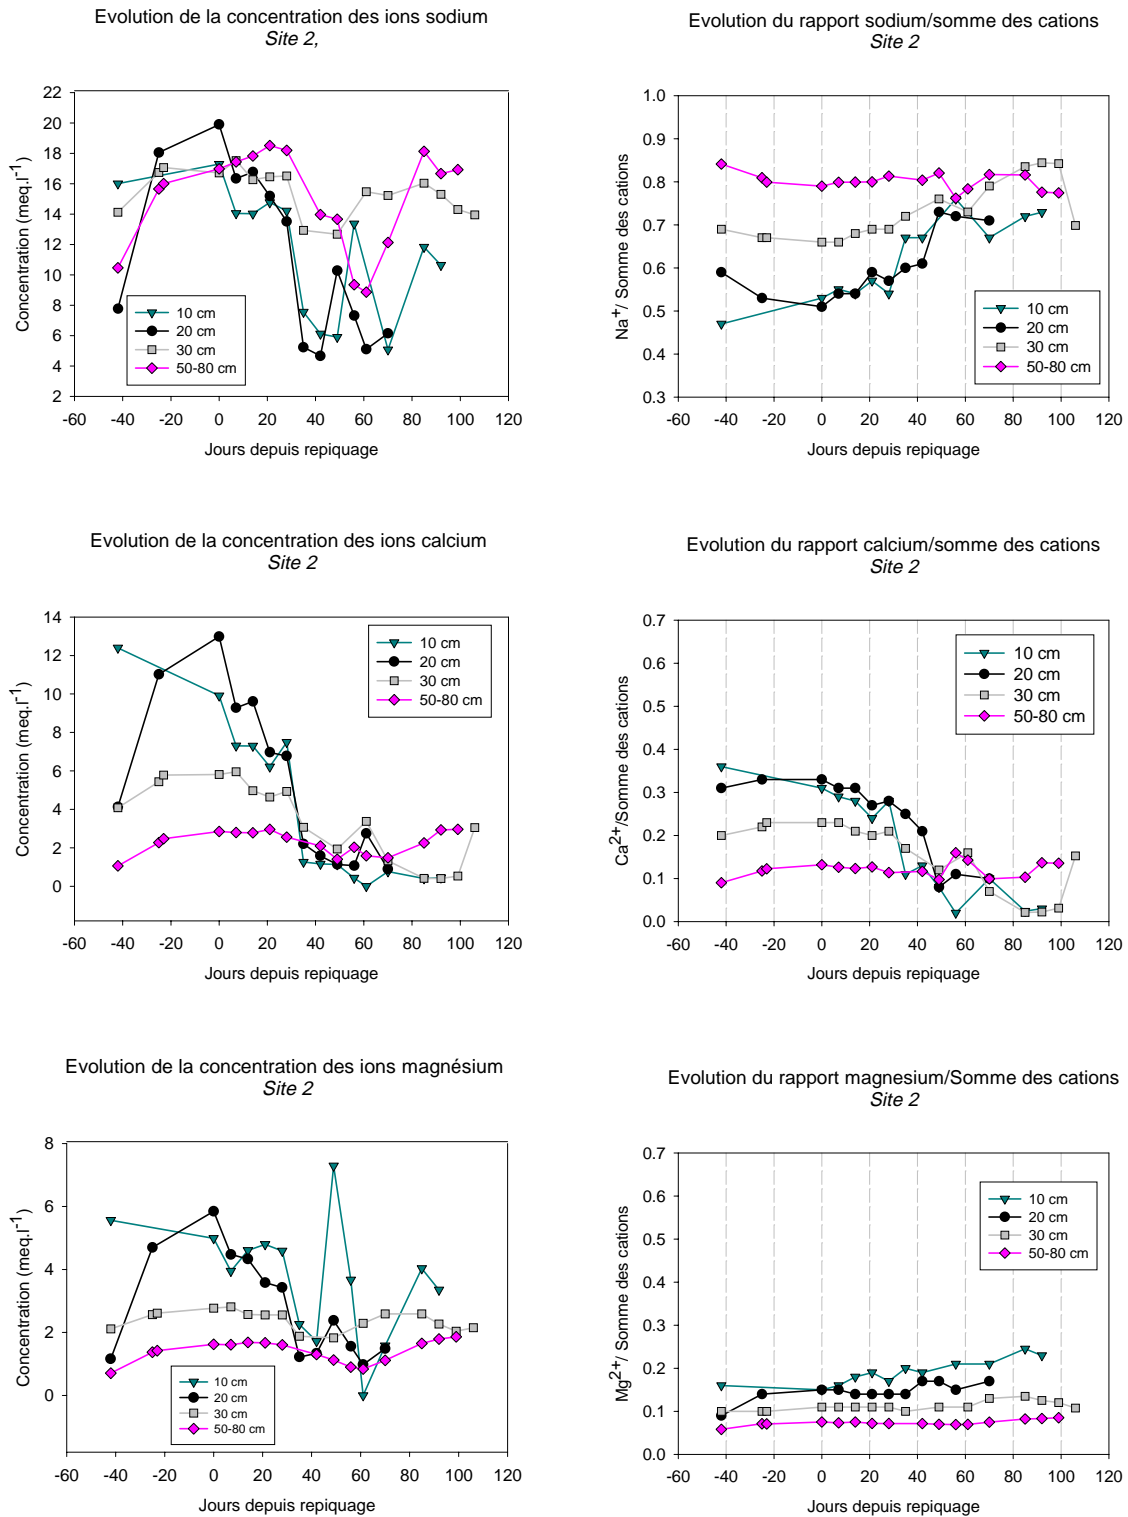 Evolution de la concentration des ions sodium
Site 2,
Concentration (meq.l-1)
22
20
18
16
14
12
10
8
6
4
2
10 cm
20 cm
30 cm
50-80 cm
-60 -40 -20 0 20 40 60 80 100 120
Jours depuis repiquage
Evolution du rapport sodium/somme des cations
Site 2
Na+/ Somme des cations
1.0
0.9
0.8
0.7
0.6
0.5
0.4
0.3
10 cm
20 cm
30 cm
50-80 cm
-60 -40 -20 0 20 40 60 80 100 120
Jours depuis repiquage
Evolution de la concentration des ions calcium
Site 2
Concentration (meq.l-1)
14
12
10
8
6
4
2
0
10 cm
20 cm
30 cm
50-80 cm
-60 -40 -20 0 20 40 60 80 100 120
Jours depuis repiquage
Evolution du rapport calcium/somme des cations
Site 2
Ca2+/Somme des cations
0.7
0.6
0.5
0.4
0.3
0.2
0.1
0.0
10 cm
20 cm
30 cm
50-80 cm
-60 -40 -20 0 20 40 60 80 100 120
Jours depuis repiquage
Evolution de la concentration des ions magnésium
Site 2
Concentration (meq.l-1)
8
6
4
2
0
10 cm
20 cm
30 cm
50-80 cm
-60 -40 -20 0 20 40 60 80 100 120
Jours depuis repiquage
Evolution du rapport magnesium/Somme des cations
Site 2
Mg2+/ Somme des cations
0.7
0.6
0.5
0.4
0.3
0.2
0.1
0.0
10 cm
20 cm
30 cm
50-80 cm
-60 -40 -20 0 20 40 60 80 100 120
Jours depuis repiquage